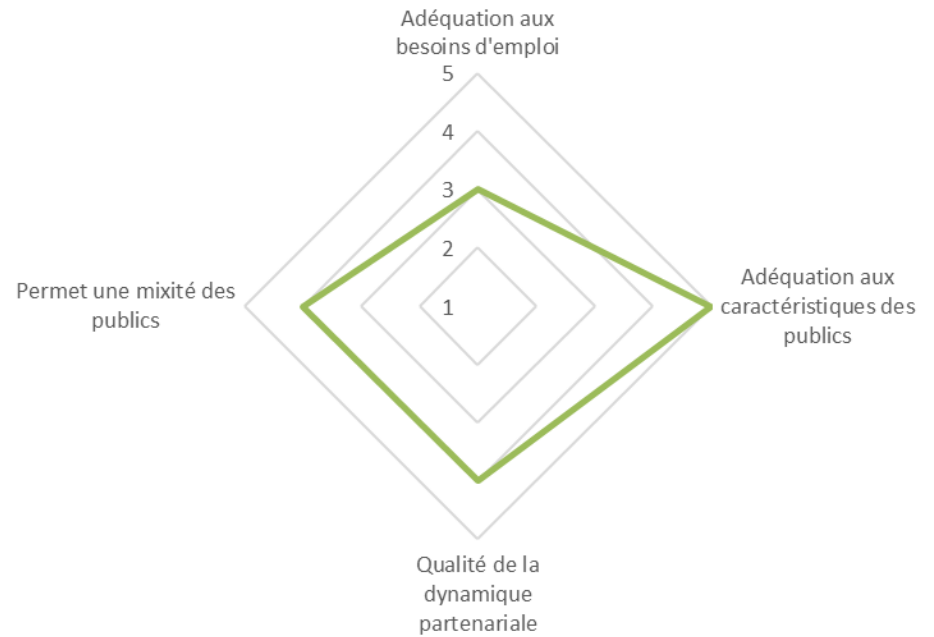 Adéquation aux
besoins d'emploi
5
4
3
2
1
Adéquation aux
caractéristiques des
publics
Qualité de la
dynamique
partenariale
Permet une mixité des
publics